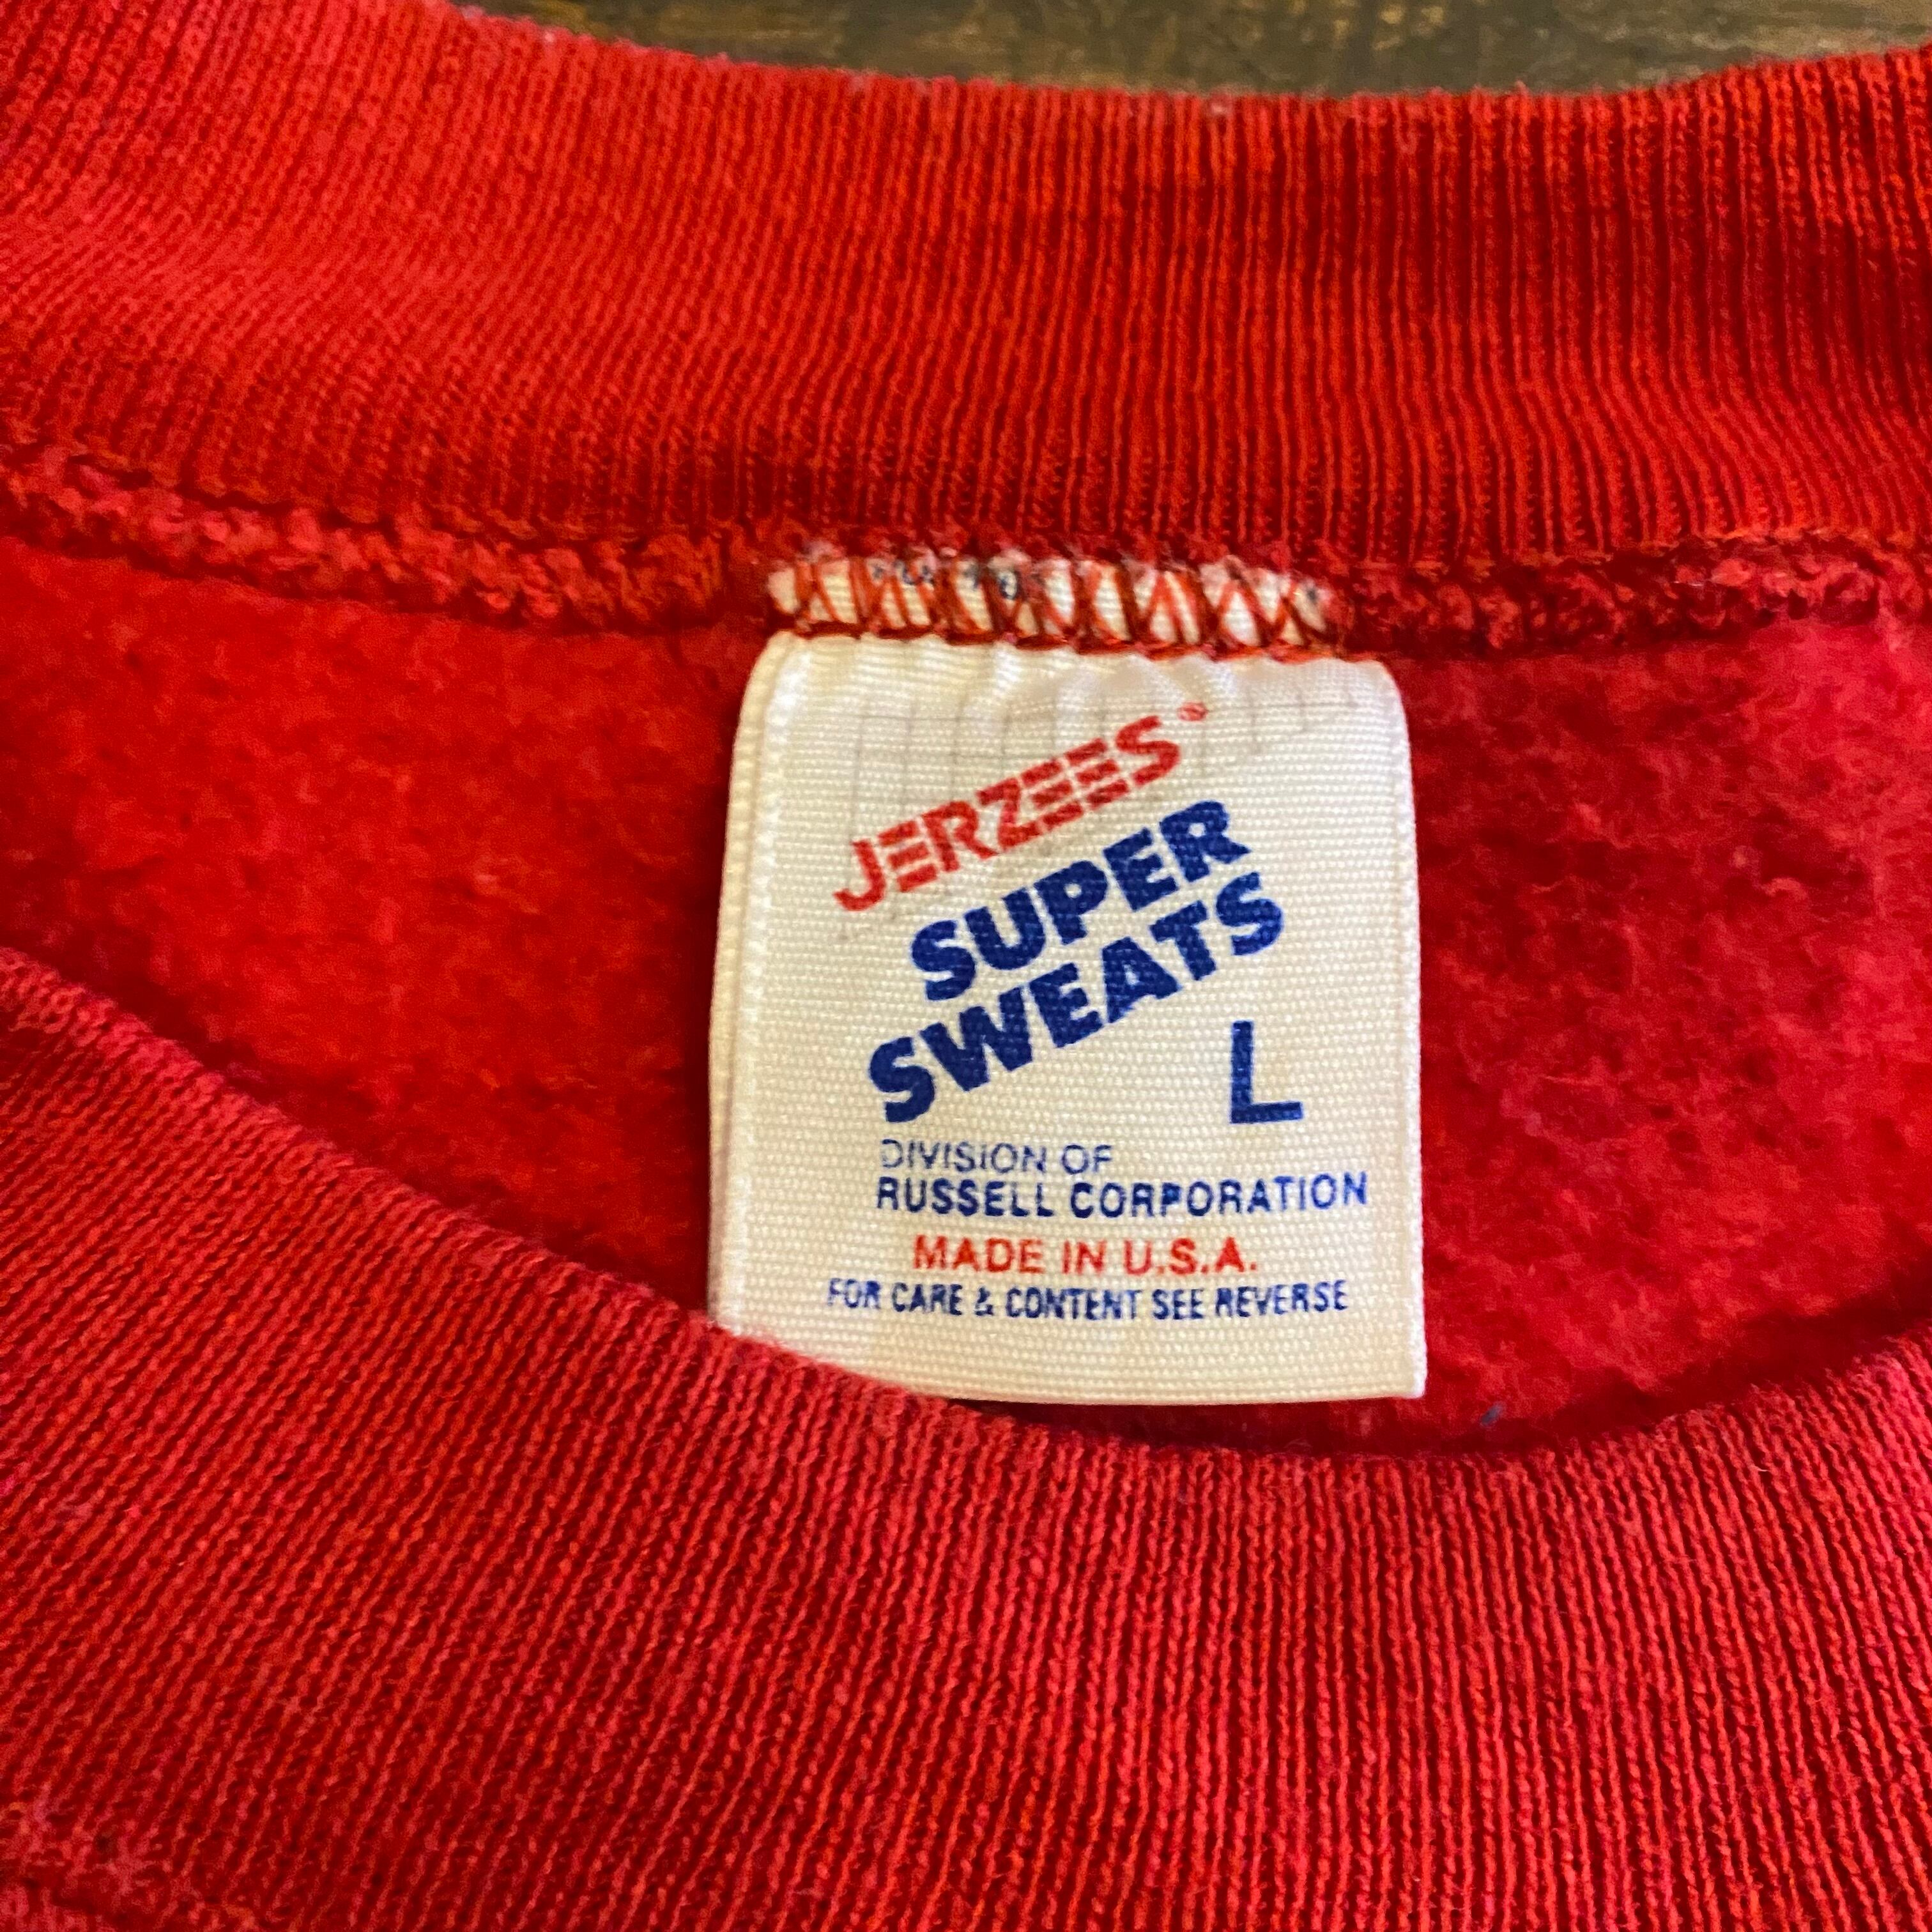 JERZEES®
SUPER
SWEATS
L
DIVISION OF
RUSSELL CORPORATION
MADE IN U.S.A.
FOR CARE & CONTENT SEE REVERSE